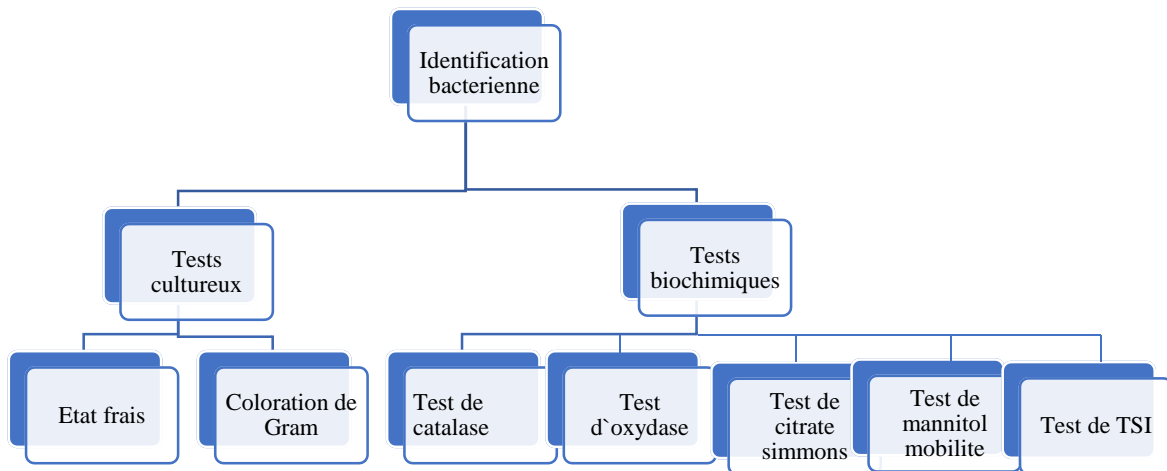 Identification
bacterienne
Tests
cultureux
Tests
biochimiques
Etat frais
Coloration de
Gram
Test de
catalase
Test
d`oxydase
Test de
citrate
simmons
Test de
mannitol
mobilite
Test de TSI